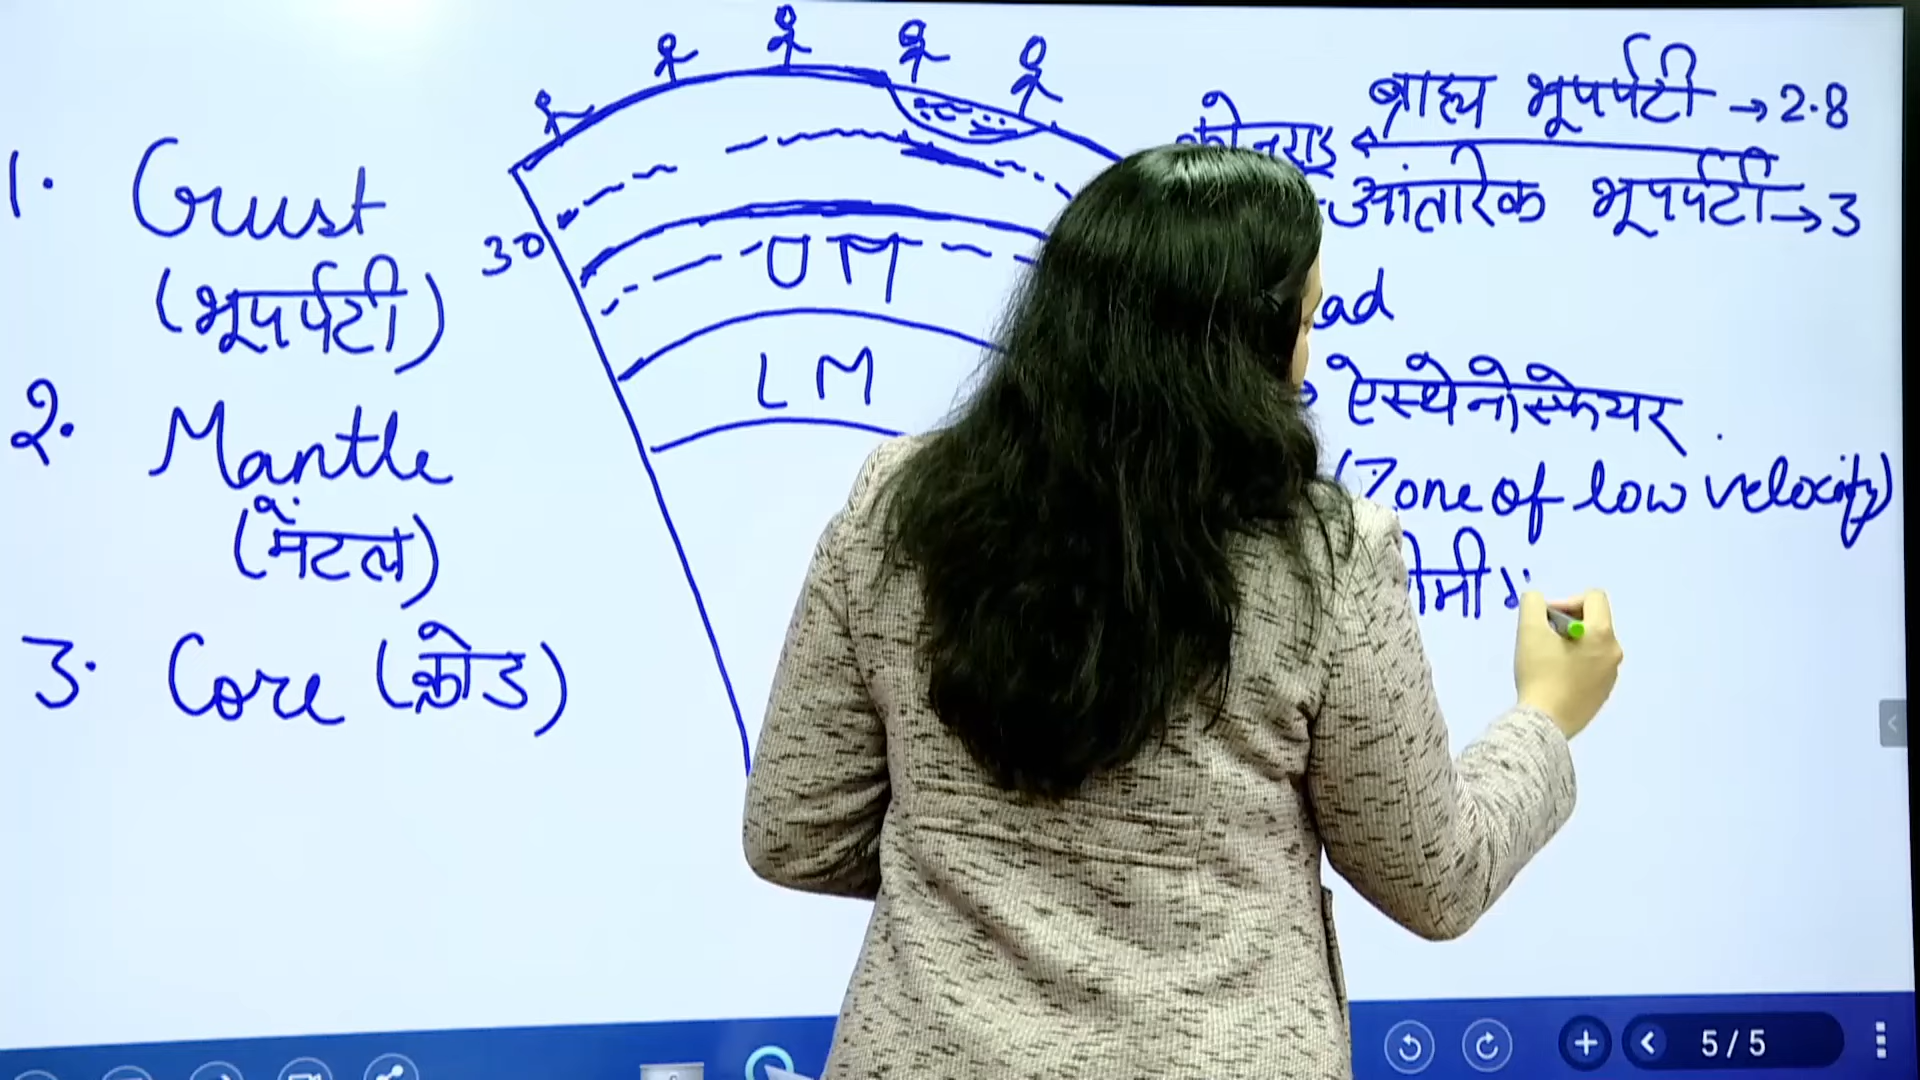 1. Crust
(भूपर्पटी)
2. Mantle
(मेंटल)
3. Core (क्रोड)
30
UM
LM
ब्राह्य भूपर्पटी → 2.8
आंतरिक भूपर्पटी → 3
ऐस्थेनोस्फेयर
(Zone of low velocity)
5/5